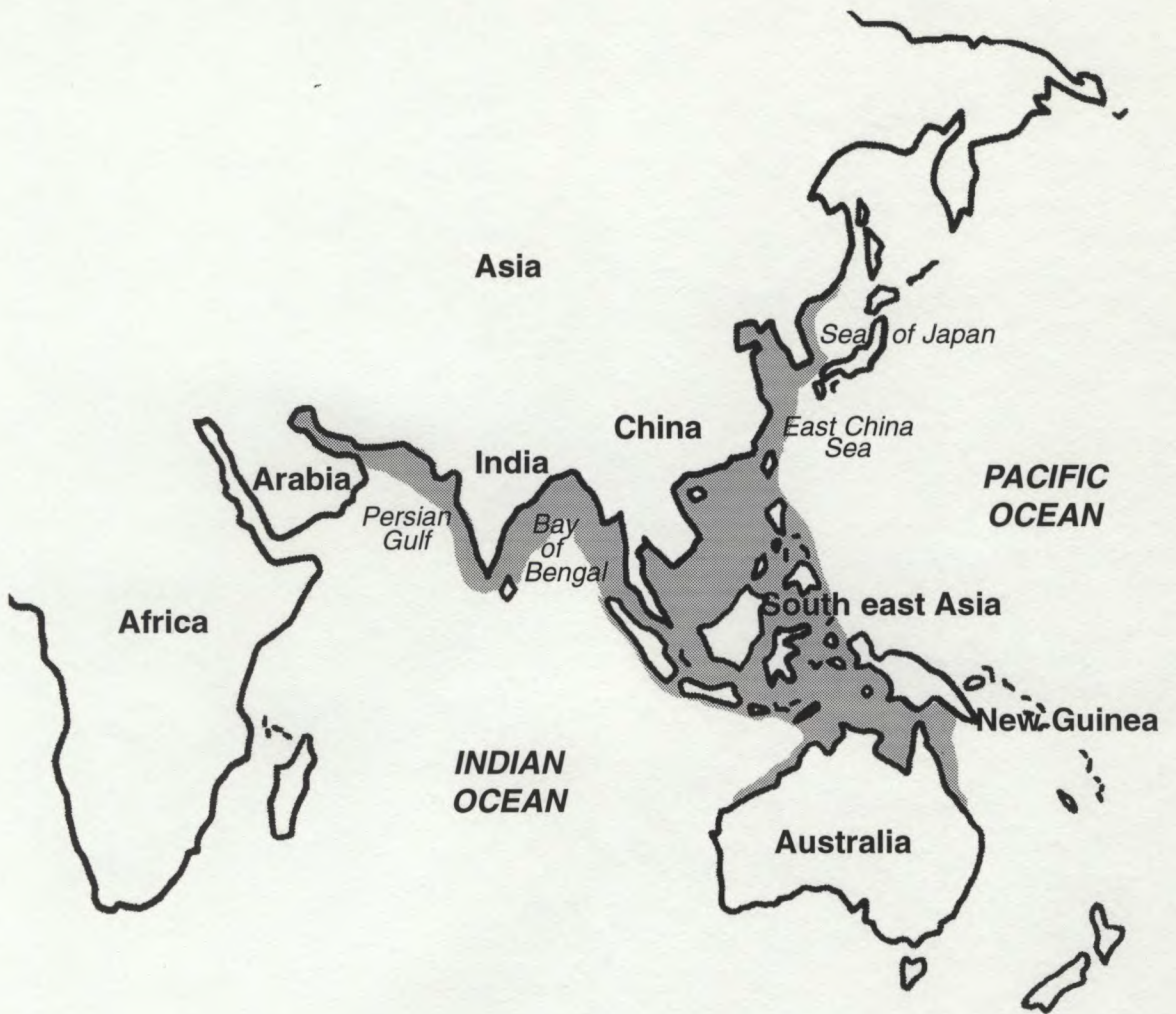 Asia
Sea of Japan
China
East China
Sea
India
Arabia
PACIFIC
OCEAN
Persian
Gulf
Bay
of
Bengal
South east Asia
Africa
New Guinea
INDIAN
OCEAN
Australia